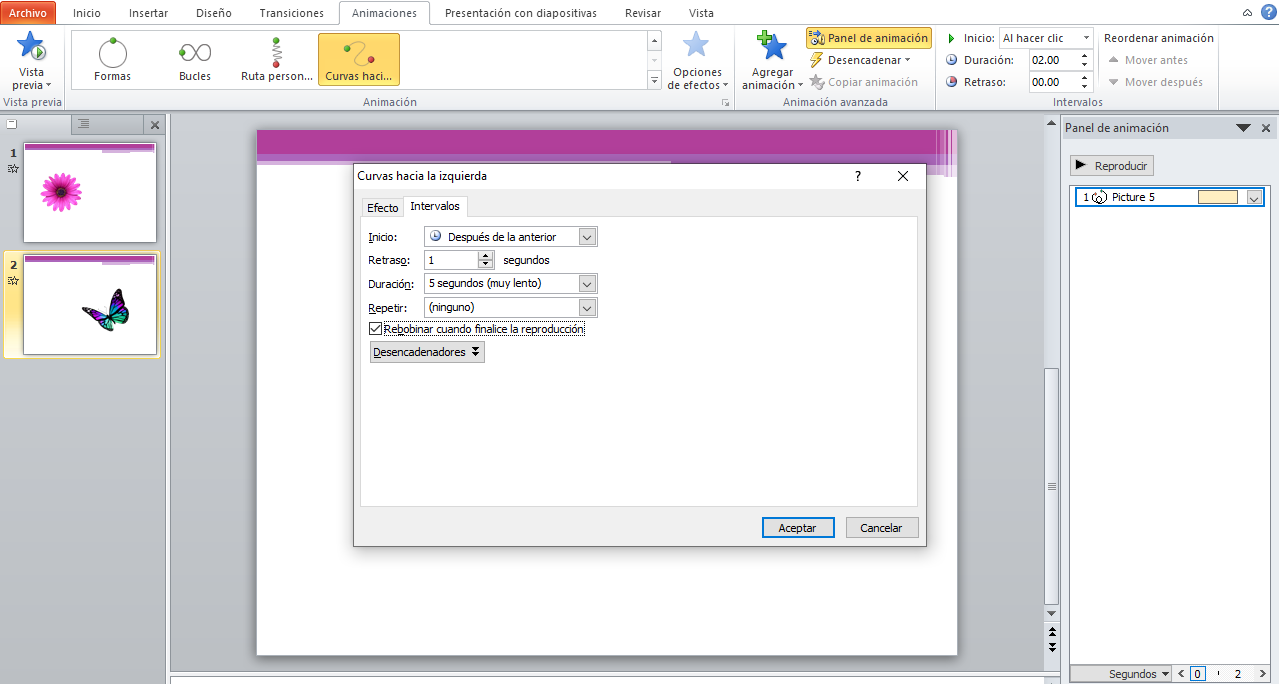 Archivo Inicio Insertar Diseño Transiciones Animaciones Presentación con diapositivas Revisar Vista
Vista previa
Vista previa
Formas
Bucles
Ruta person...
Curvas haci...
Animación
Opciones de efectos
Agregar animación
Panel de animación
Desencadenar
Copiar animación
Animación avanzada
Inicio: Al hacer clic
Duración: 02.00
Retraso: 00.00
Reordenar animación
Mover antes
Mover después
Intervalos
1
2
Curvas hacia la izquierda ?
Efecto Intervalos
Inicio: Después de la anterior
Retraso: 1 segundos
Duración: 5 segundos (muy lento)
Repetir: (ninguno)
Rebobinar cuando finalice la reproducción
Desencadenadores
Aceptar Cancelar
Panel de animación
Reproducir
1 Picture 5
Segundos < 0 2 >